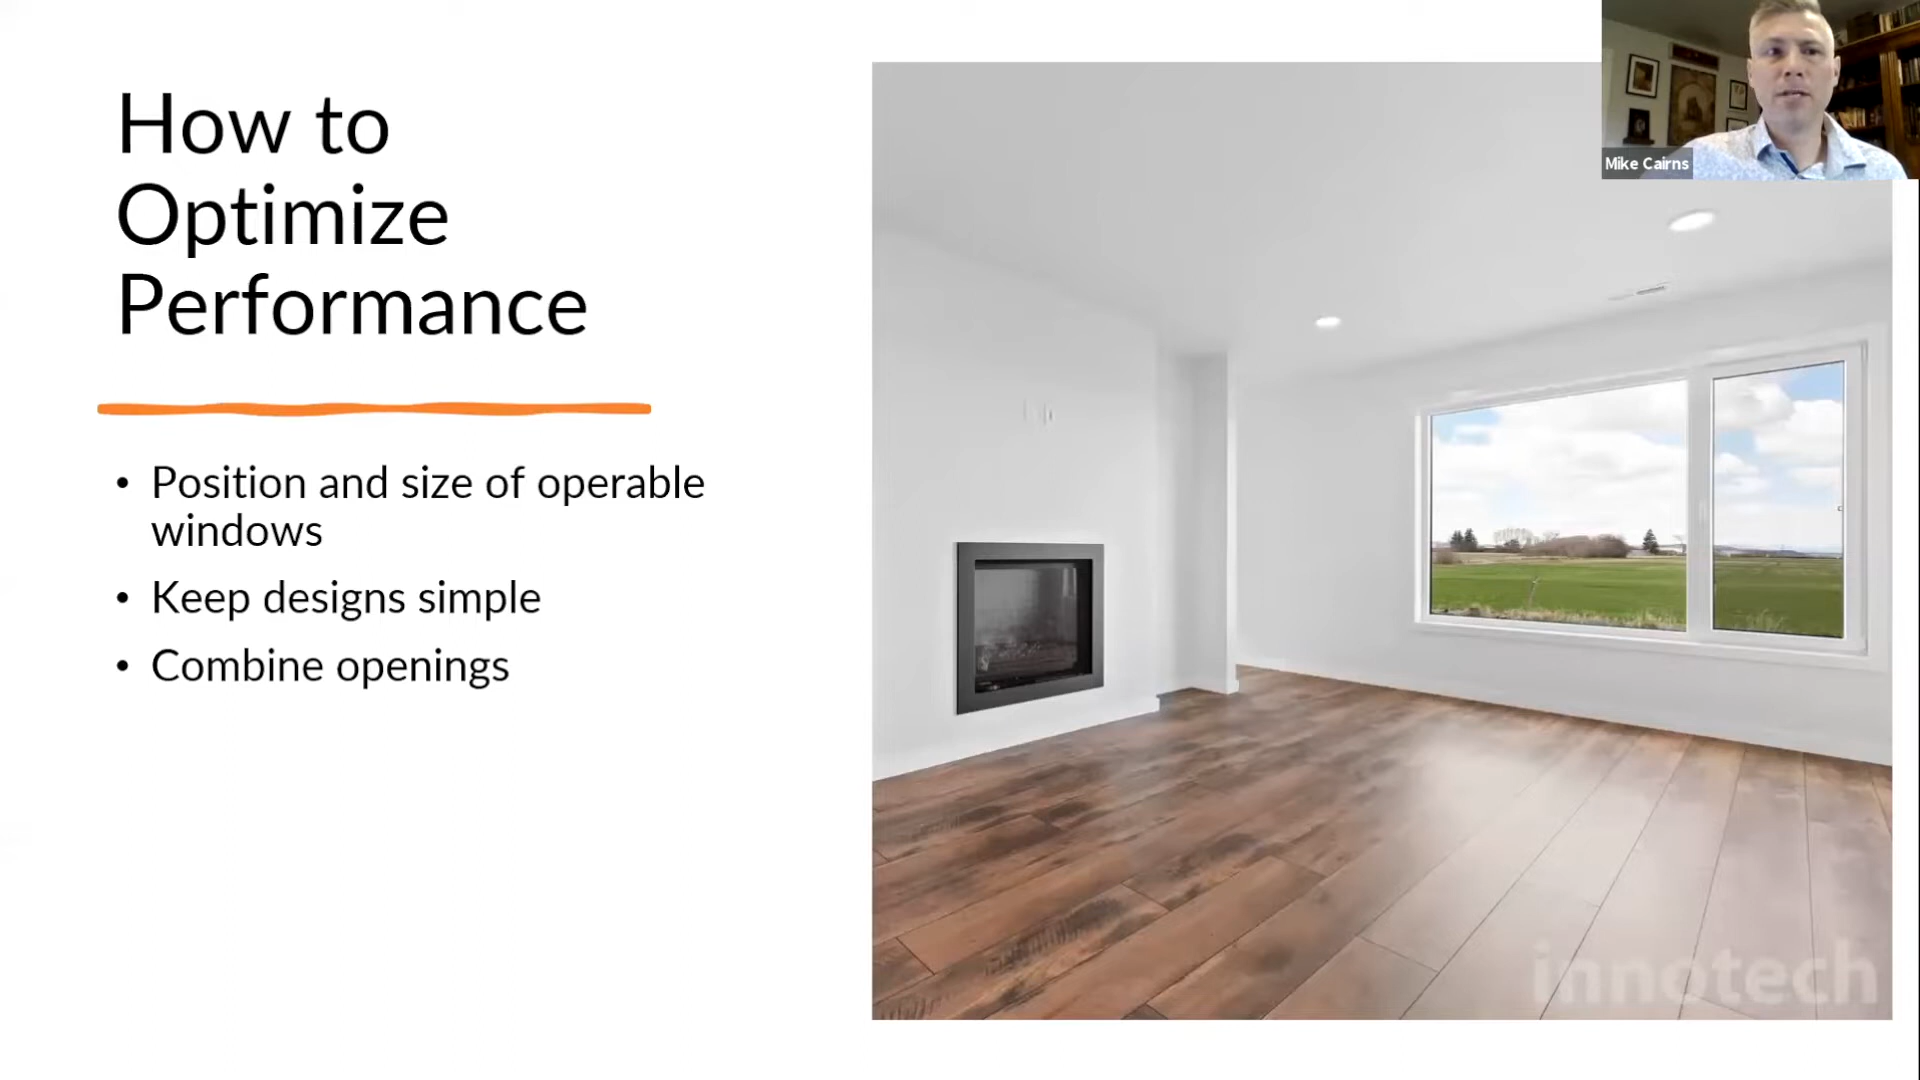 How to
Optimize
Performance
• Position and size of operable
windows
• Keep designs simple
• Combine openings
Mike Cairns
innotech